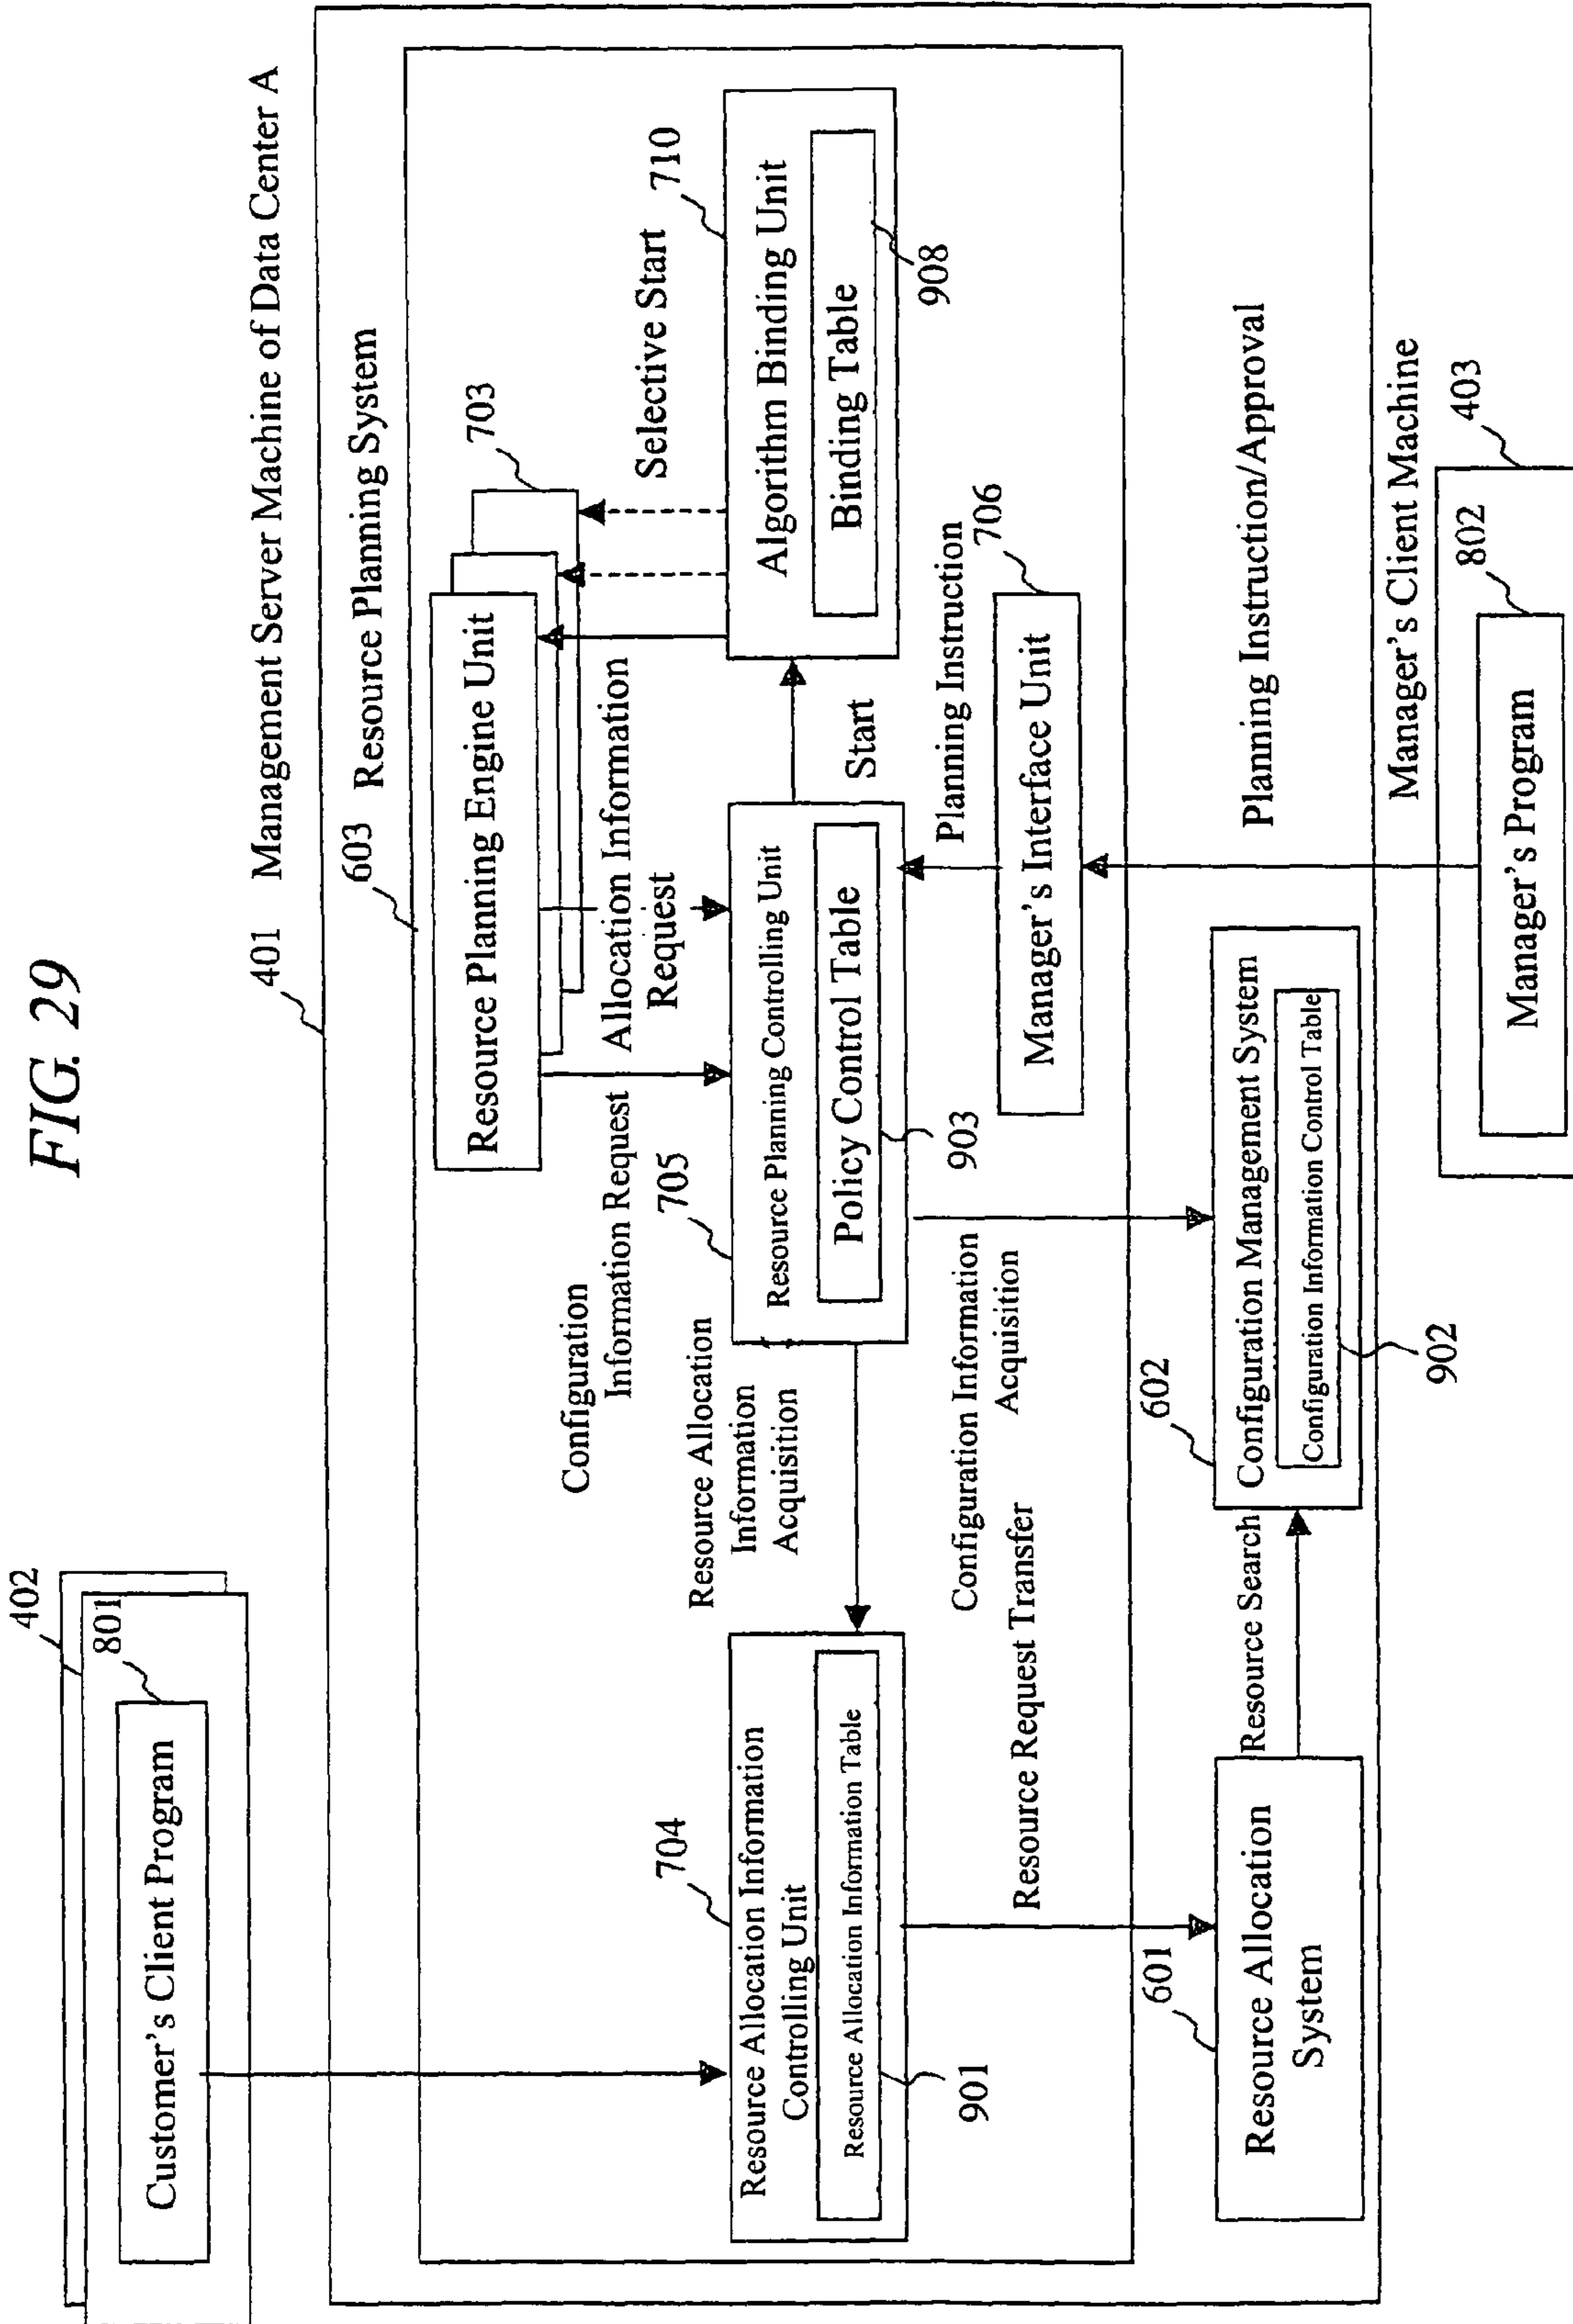 FIG. 29
401 Management Server Machine of Data Center A
402
801
Customer's Client Program
603
Resource Planning System
703
Resource Planning Engine Unit
Configuration
Information Request
Allocation Information
Request
Selective Start
710
Algorithm Binding Unit
Binding Table
908
704
Resource Allocation Information
Controlling Unit
Resource Allocation Information Table
901
Resource Allocation
Information
Acquisition
705
Resource Planning Controlling Unit
Policy Control Table
903
Start
Planning Instruction
706
Manager's Interface Unit
Configuration Information
Acquisition
Resource Request Transfer
601
Resource Allocation
System
Resource Search
602
Configuration Management System
Configuration Information Control Table
902
Planning Instruction/Approval
Manager's Client Machine
403
802
Manager's Program